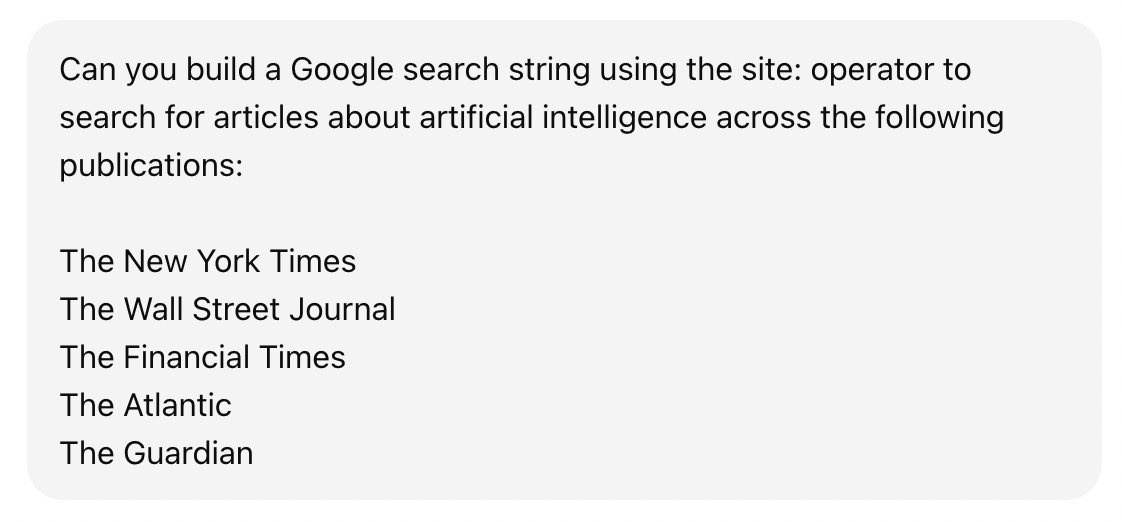 Can you build a Google search string using the site: operator to
search for articles about artificial intelligence across the following
publications:
The New York Times
The Wall Street Journal
The Financial Times
The Atlantic
The Guardian